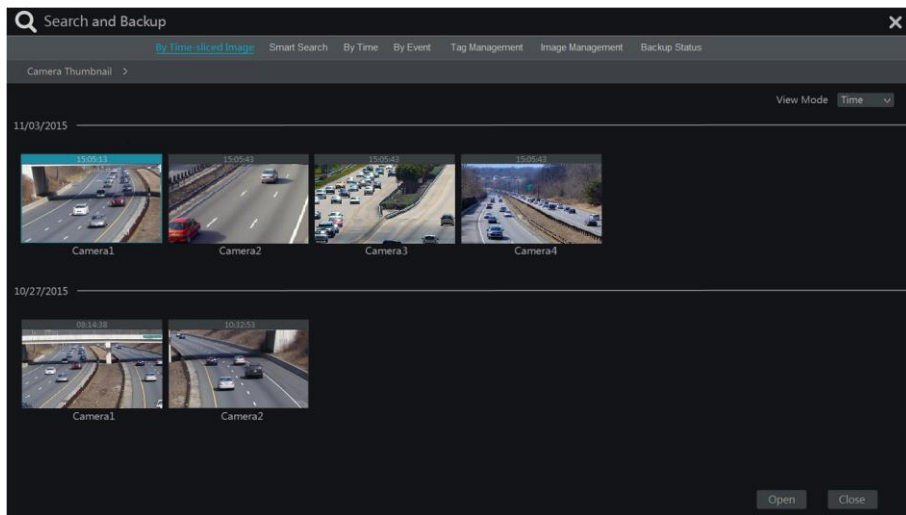 Search and Backup
By Time-sliced Image Smart Search By Time By Event Tag Management Image Management Backup Status
Camera Thumbnail >
View Mode Time
11/03/2015
15:05:13 15:05:43 15:05:43 15:05:43
Camera1 Camera2 Camera3 Camera4
10/27/2015
08:14:38 10:32:53
Camera1 Camera2
Open Close